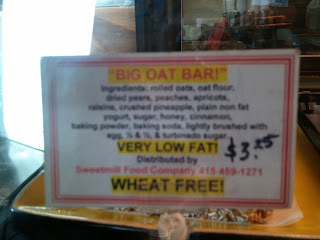 "BIG OAT BAR!"
Ingredients: rolled oats, oat flour,
dried pears, peaches, apricots,
raisins, crushed pineapple, plain non fat
yogurt, sugar, honey, cinnamon,
baking powder, baking soda, lightly brushed with
egg, & turbinado sugar
VERY LOW FAT! $3.25
Distributed by
Sweetmill Food Company 415 459-1271
WHEAT FREE!